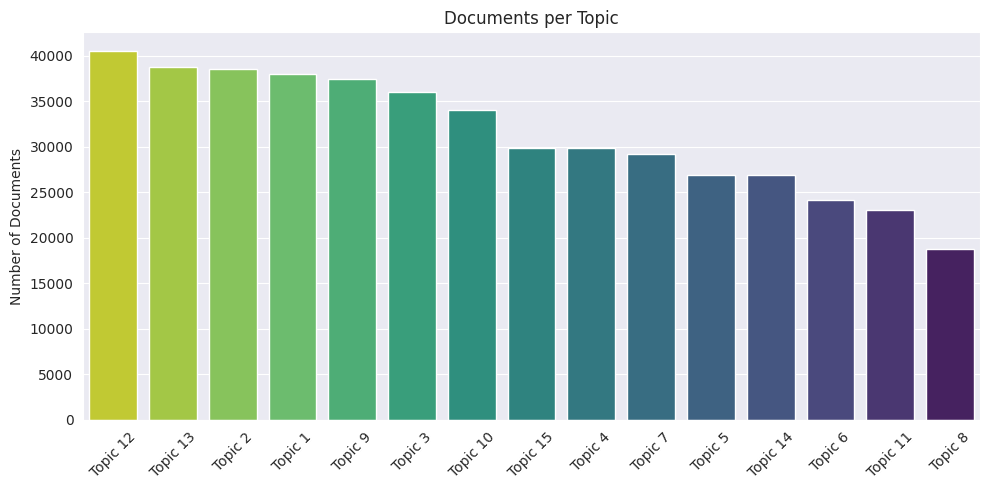 Documents per Topic
Number of Documents
40000
35000
30000
25000
20000
15000
10000
5000
0
Topic 12
Topic 13
Topic 2
Topic 1
Topic 9
Topic 3
Topic 10
Topic 15
Topic 4
Topic 7
Topic 5
Topic 14
Topic 6
Topic 11
Topic 8